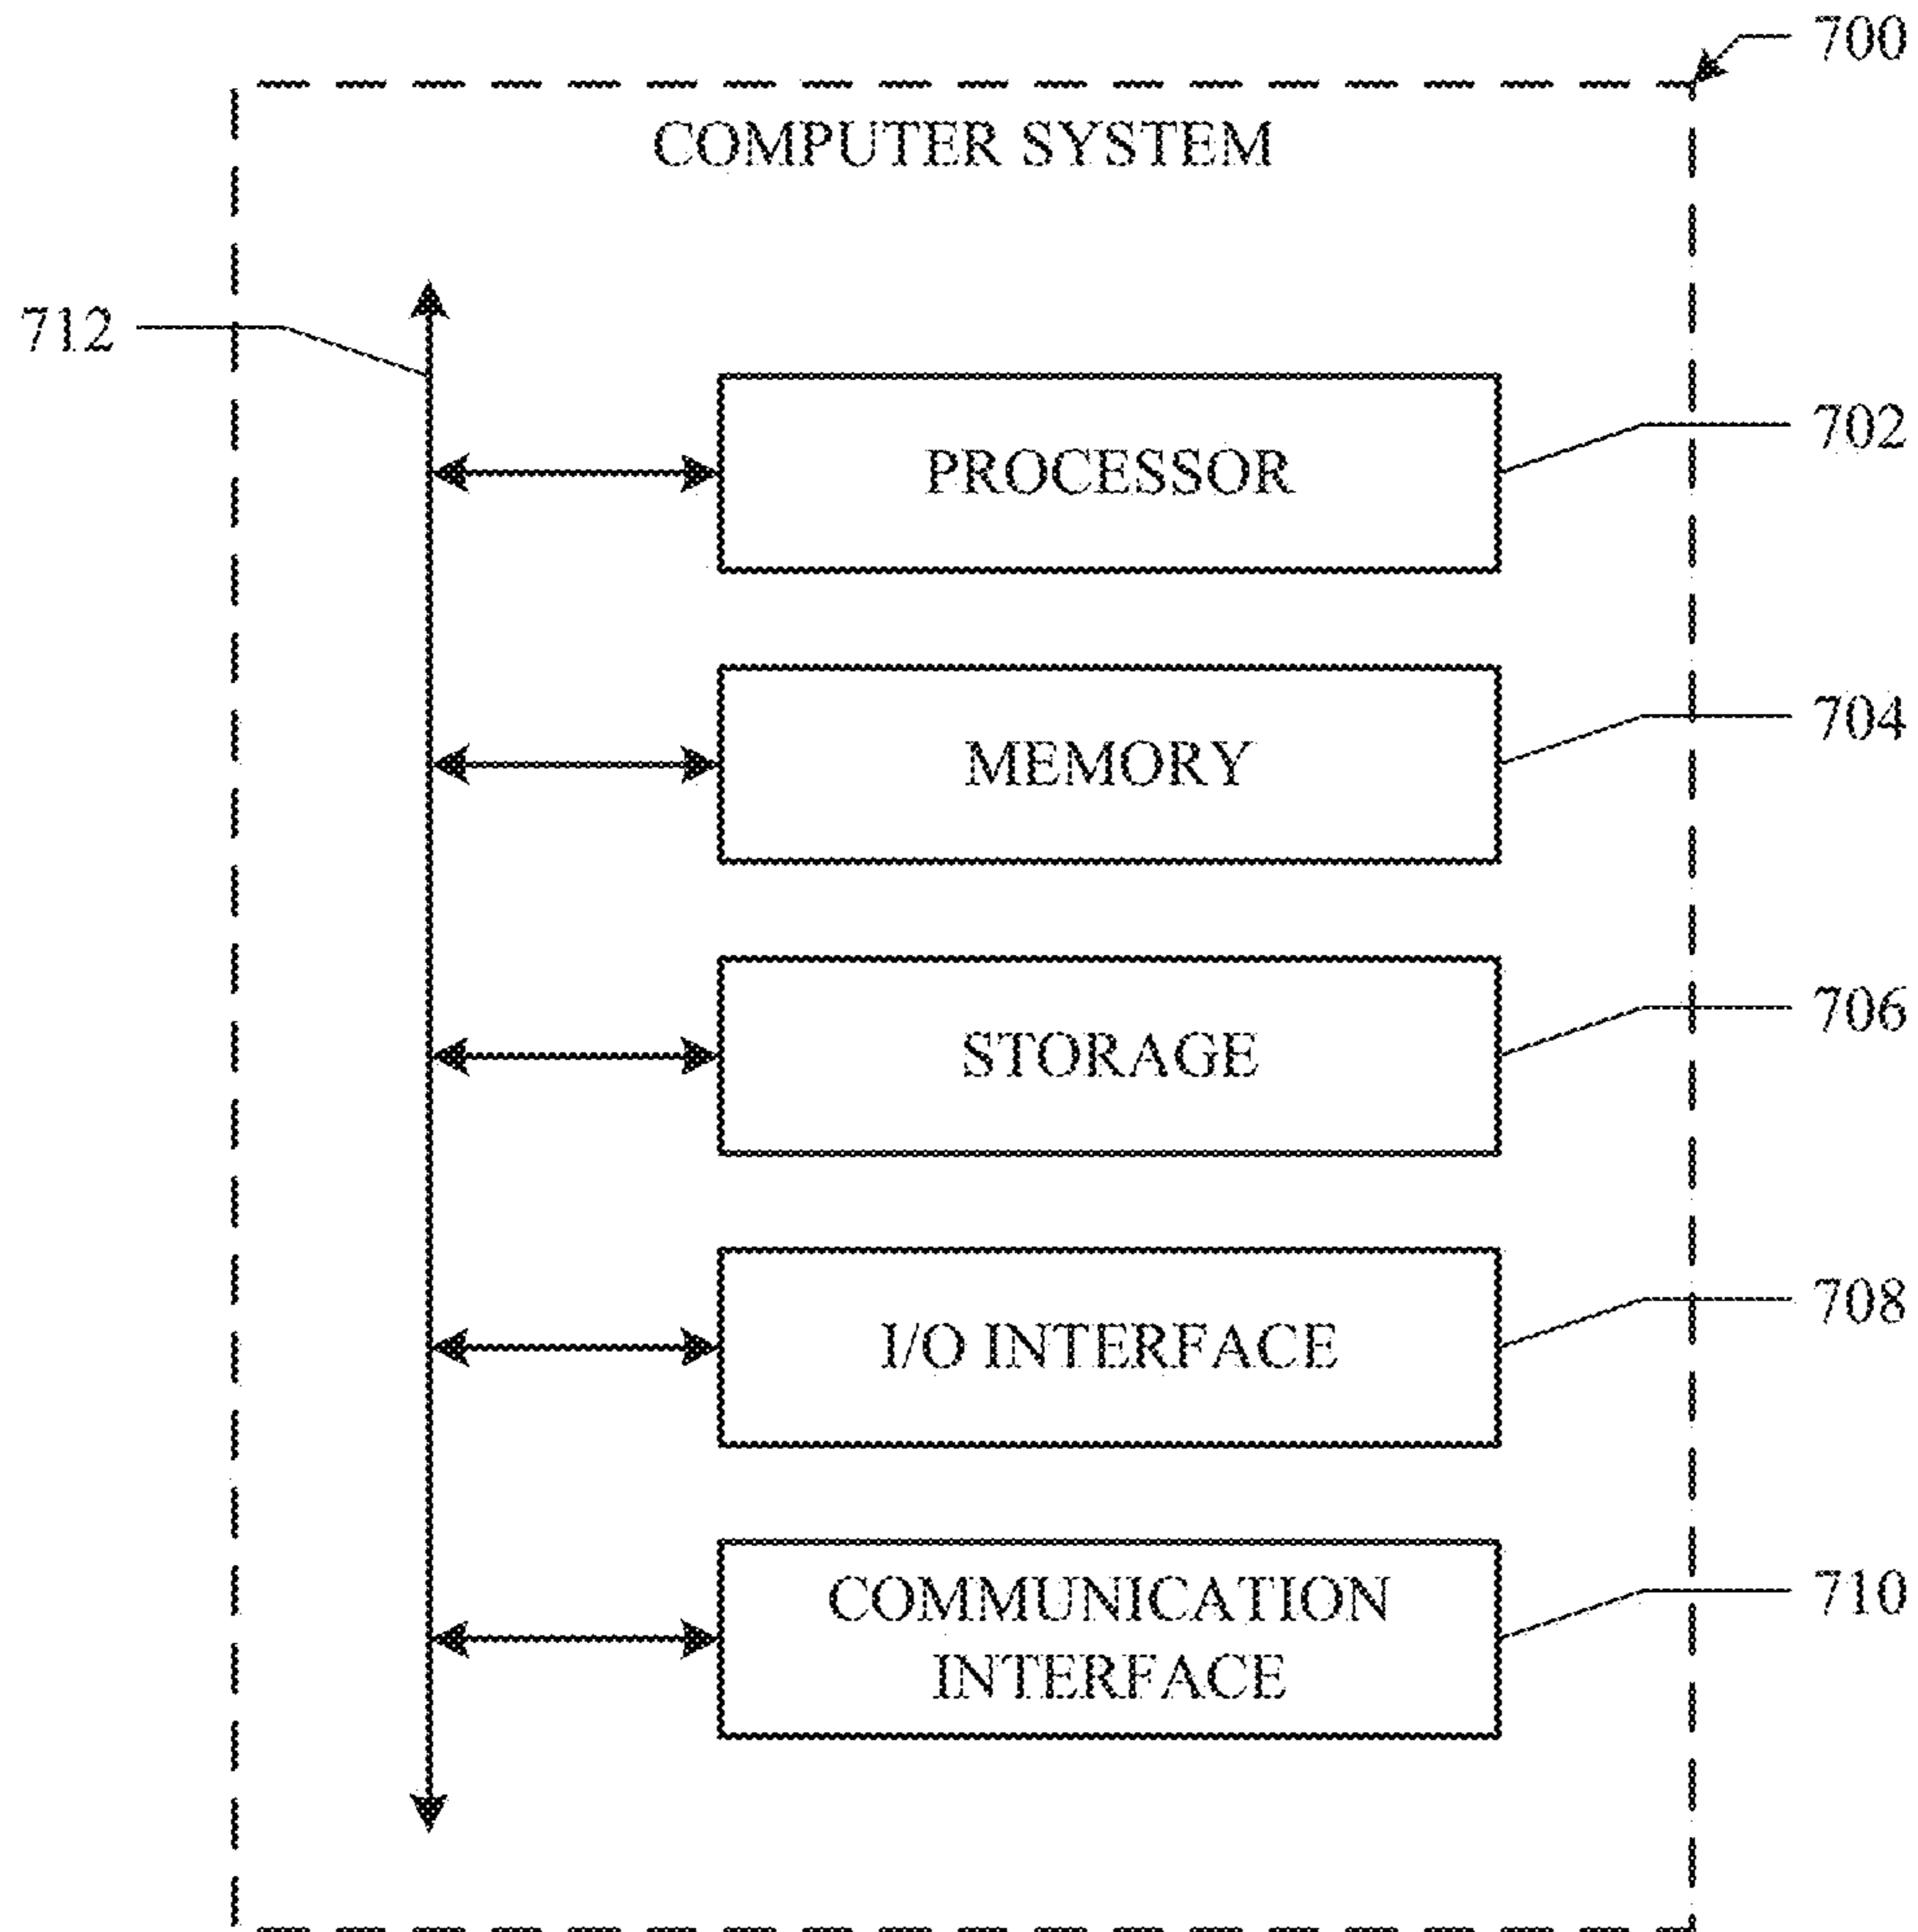 700
COMPUTER SYSTEM
712
702
PROCESSOR
704
MEMORY
706
STORAGE
708
I/O INTERFACE
710
COMMUNICATION
INTERFACE